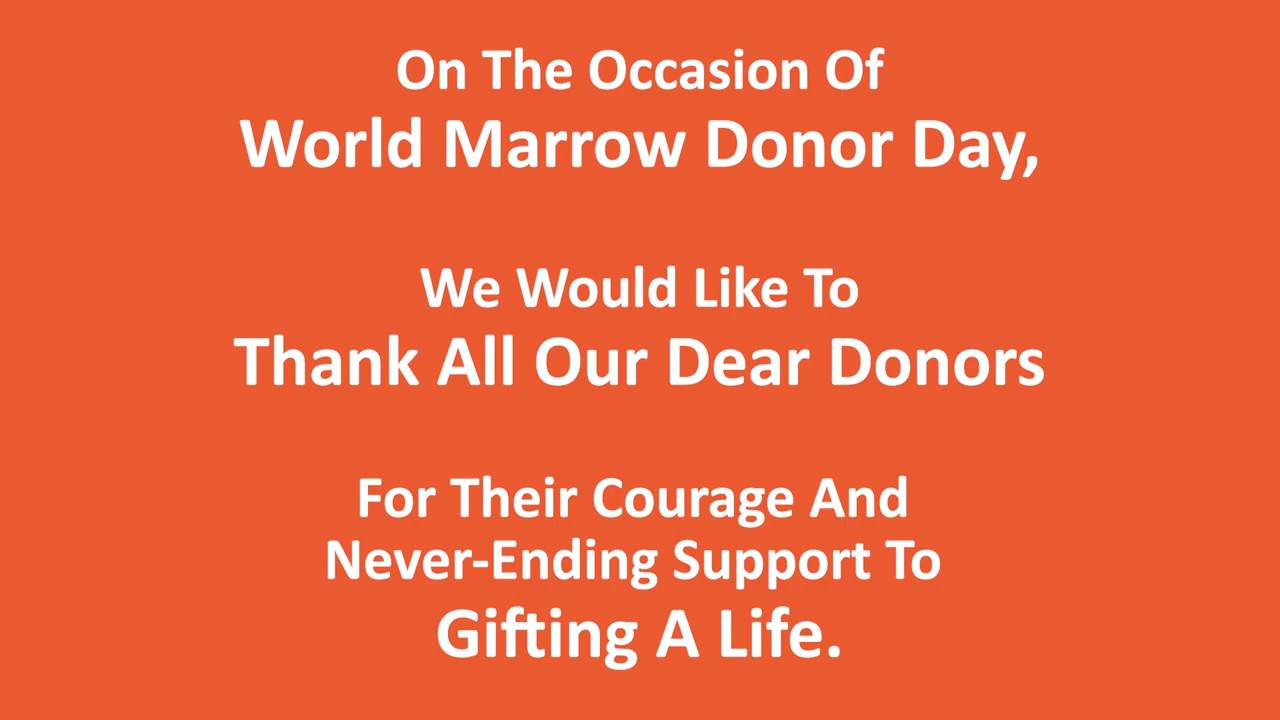 On The Occasion Of
World Marrow Donor Day,
We Would Like To
Thank All Our Dear Donors
For Their Courage And
Never-Ending Support To
Gifting A Life.